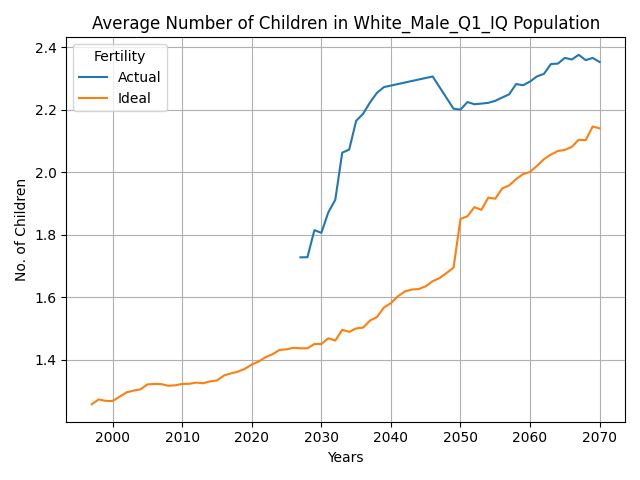 Average Number of Children in White_Male_Q1_IQ Population
Fertility
Actual
Ideal
No. of Children
2.4
2.2
2.0
1.8
1.6
1.4
2000
2010
2020
2030
2040
2050
2060
2070
Years